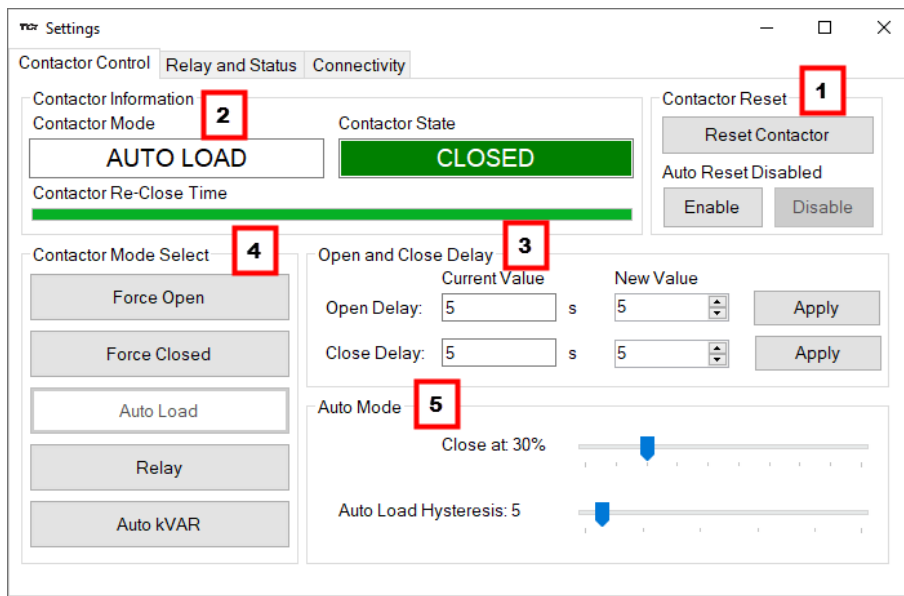 TCI Settings
Contactor Control Relay and Status Connectivity
Contactor Information
2
Contactor Mode
Contactor State
AUTO LOAD
CLOSED
Contactor Re-Close Time
Contactor Reset
1
Reset Contactor
Auto Reset Disabled
Enable Disable
Contactor Mode Select
4
Force Open
Force Closed
Auto Load
Relay
Auto kVAR
Open and Close Delay
3
Current Value New Value
Open Delay: 5 s 5 Apply
Close Delay: 5 s 5 Apply
Auto Mode
5
Close at: 30%
Auto Load Hysteresis: 5